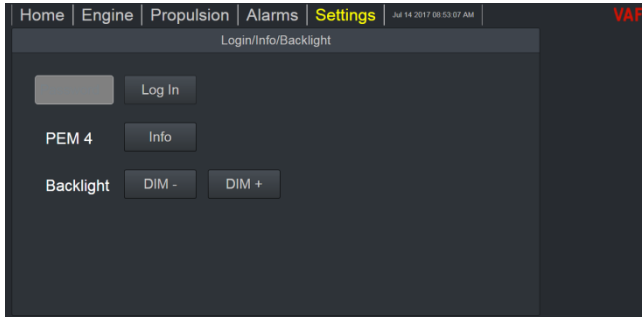 Home Engine Propulsion Alarms Settings Jul 14 2017 08:53:07 AM VAF
Login/Info/Backlight
Log In
PEM 4 Info
Backlight DIM - DIM +